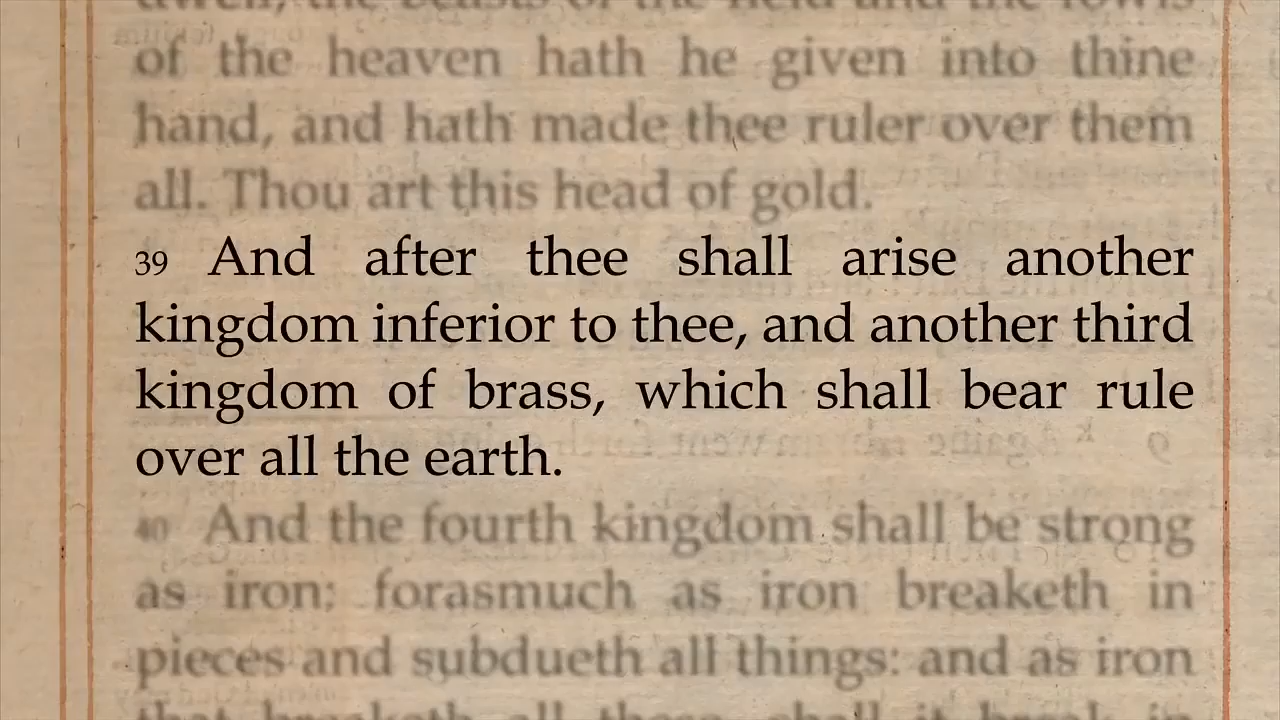 of the heaven hath he given into thine
hand, and hath made thee ruler over them
all. Thou art this head of gold.
39 And after thee shall arise another
kingdom inferior to thee, and another third
kingdom of brass, which shall bear rule
over all the earth.
40 And the fourth kingdom shall be strong
as iron: forasmuch as iron breaketh in
pieces and subdueth all things: and as iron